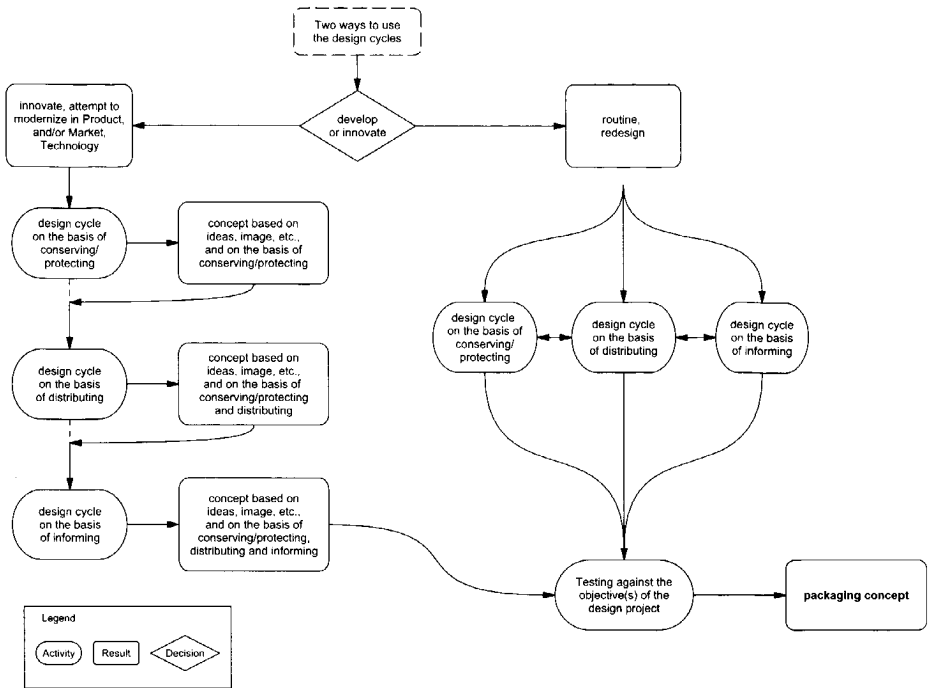 Two ways to use
the design cycles
innovate, attempt to
modernize in Product,
and/or Market,
Technology
develop
or innovate
routine,
redesign
design cycle
on the basis of
conserving/
protecting
concept based on
ideas, image, etc.,
and on the basis of
conserving/protecting
design cycle
on the basis of
conserving/
protecting
design cycle
on the basis
of distributing
design cycle
on the basis
of informing
design cycle
on the basis
of distributing
concept based on
ideas, image, etc.,
and on the basis of
conserving/protecting
and distributing
design cycle
on the basis
of informing
concept based on
ideas, image, etc.,
and on the basis of
conserving/protecting,
distributing and informing
Testing against the
objective(s) of the
design project
packaging concept
Legend
Activity
Result
Decision